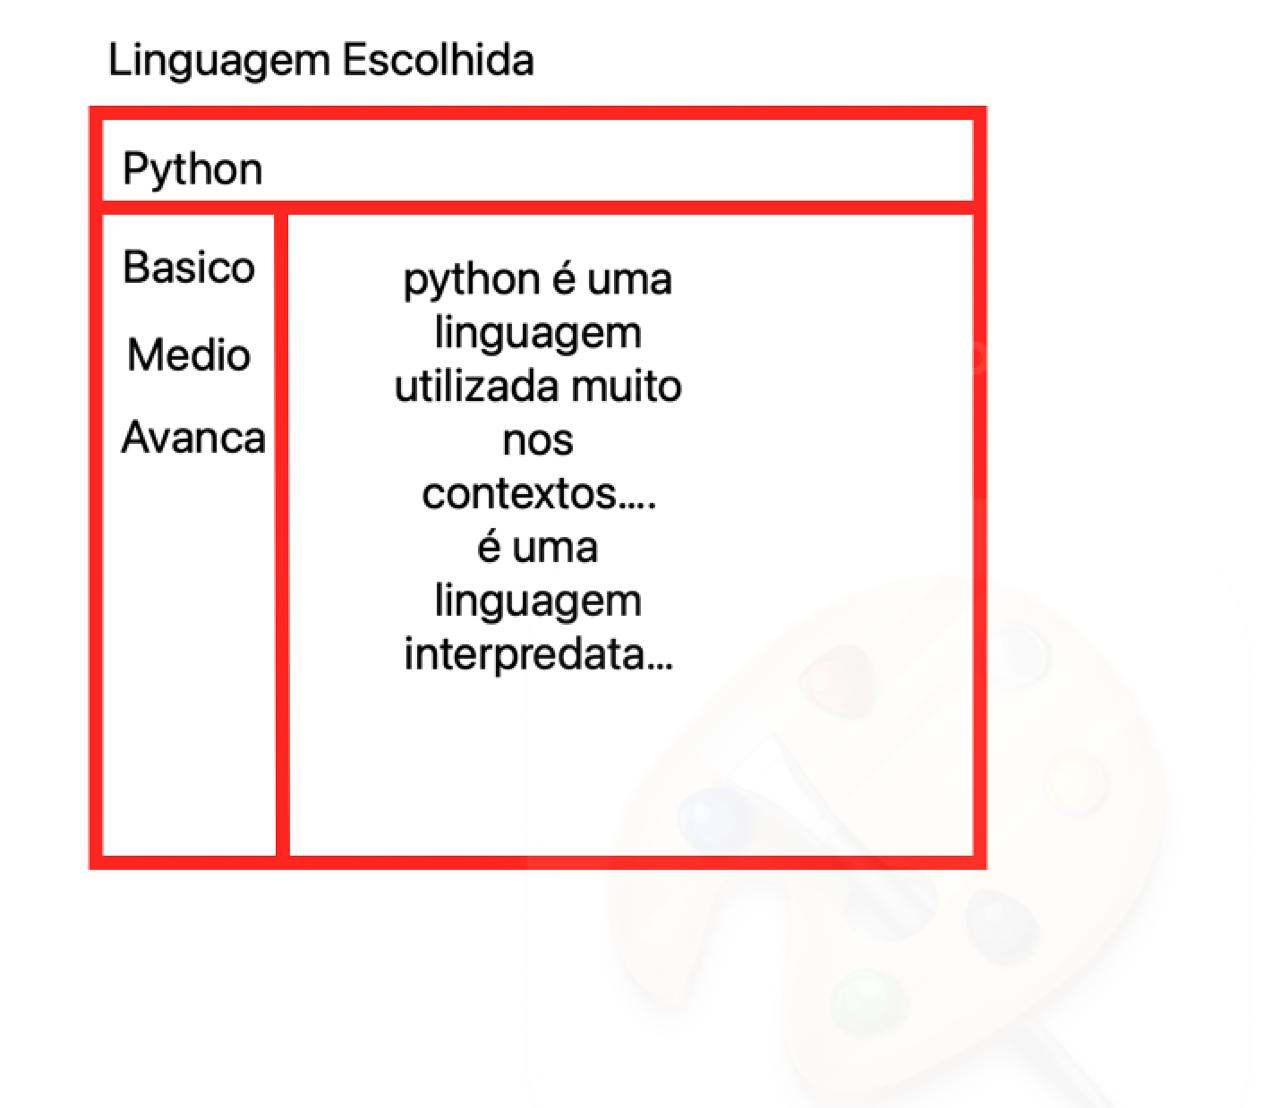 Linguagem Escolhida
Python
Basico
Medio
Avanca
python é uma
linguagem
utilizada muito
nos
contextos....
é uma
linguagem
interpredata...